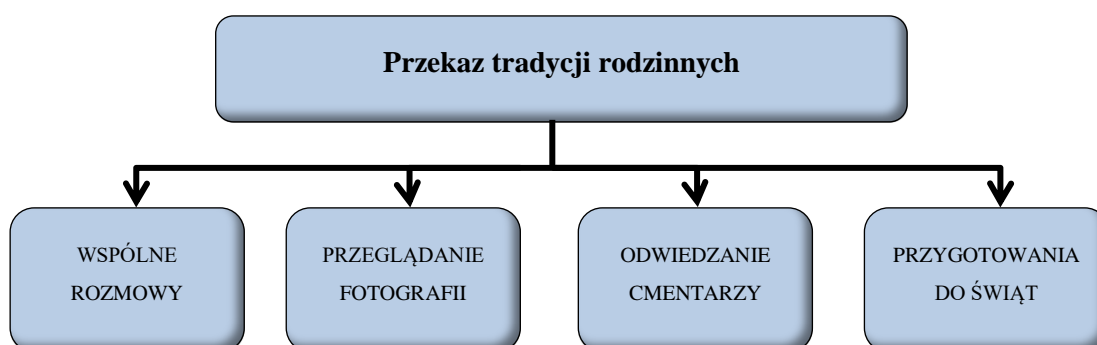 Przekaz tradycji rodzinnych
WSPÓLNE
ROZMOWY
PRZEGLĄDANIE
FOTOGRAFII
ODWIEDZANIE
CMENTARZY
PRZYGOTOWANIA
DO ŚWIĄT